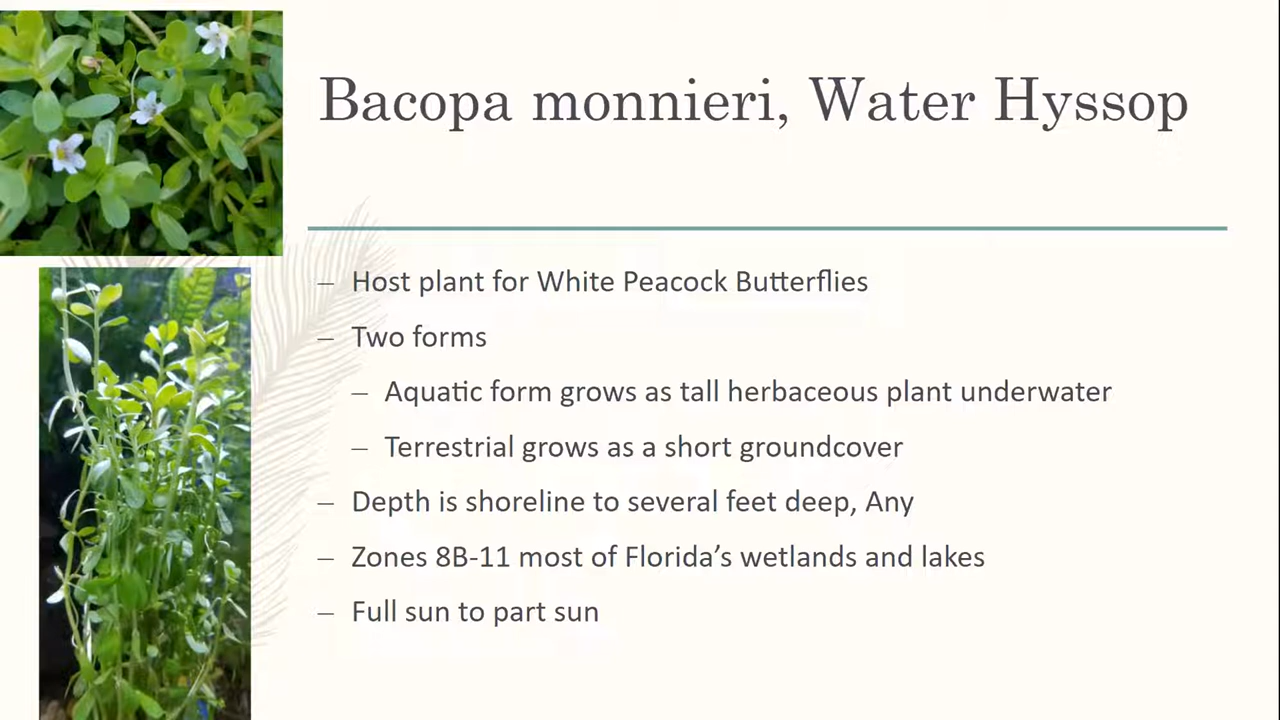 Bacopa monnieri, Water Hyssop
– Host plant for White Peacock Butterflies
– Two forms
– Aquatic form grows as tall herbaceous plant underwater
– Terrestrial grows as a short groundcover
– Depth is shoreline to several feet deep, Any
– Zones 8B-11 most of Florida’s wetlands and lakes
– Full sun to part sun